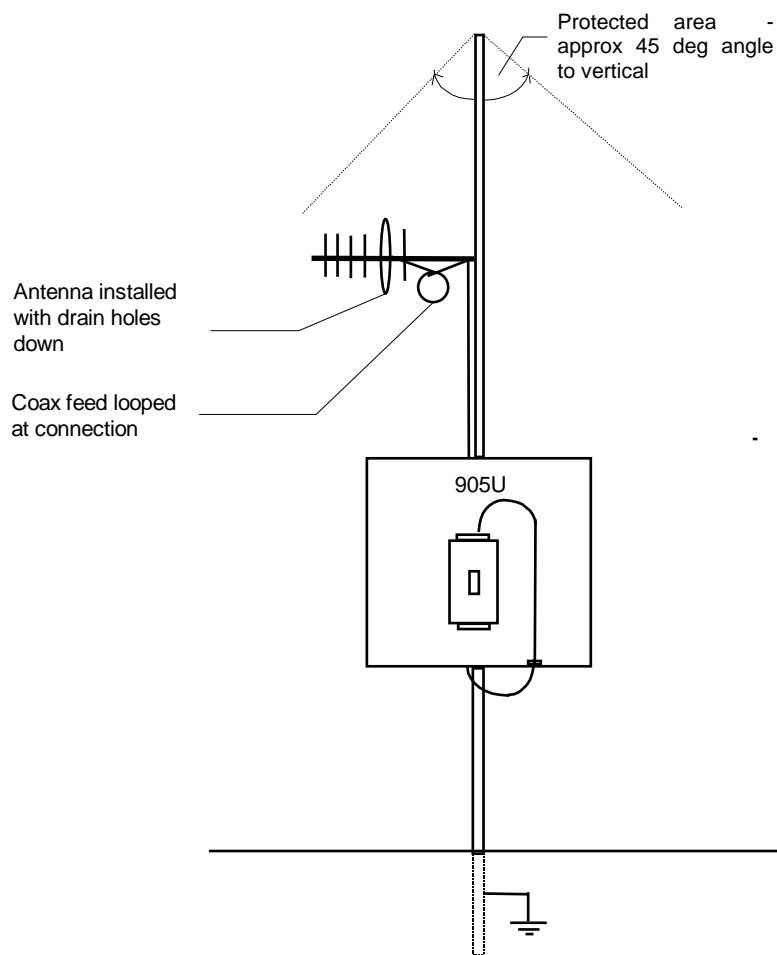 Protected area -
approx 45 deg angle
to vertical
Antenna installed
with drain holes
down
Coax feed looped
at connection
905U